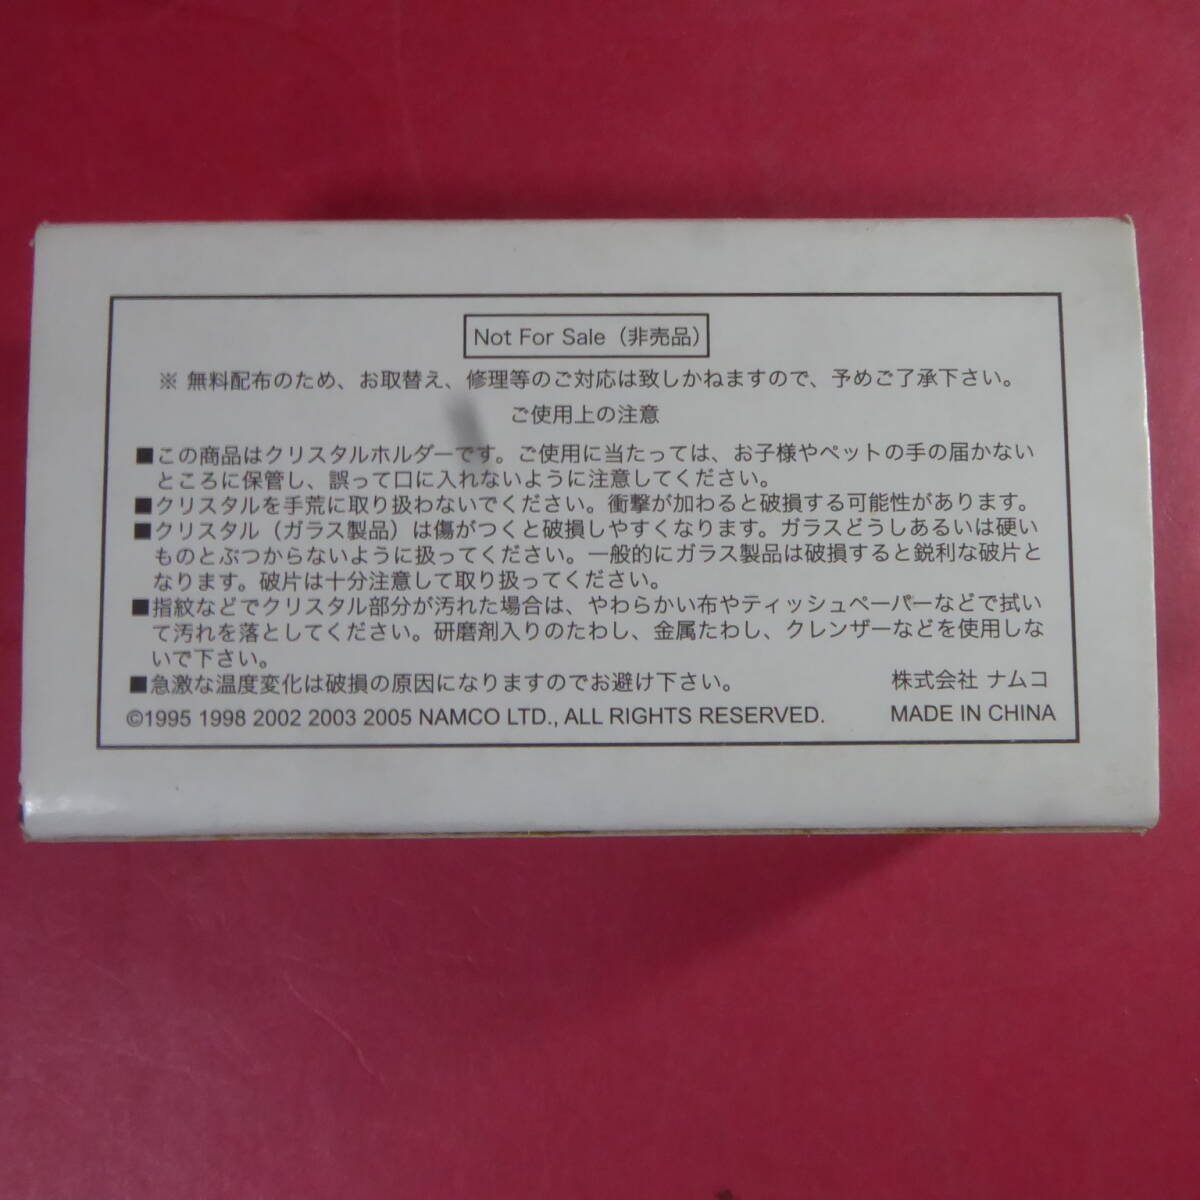 Not For Sale（非売品）
※ 無料配布のため、お取替え、修理等のご対応は致しかねますので、予めご了承下さい。
ご使用上の注意
■この商品はクリスタルホルダーです。ご使用に当たっては、お子様やペットの手の届かない
ところに保管し、誤って口に入れないように注意してください。
■クリスタルを手荒に取り扱わないでください。衝撃が加わると破損する可能性があります。
■クリスタル（ガラス製品）は傷がつくと破損しやすくなります。ガラスどうしあるいは硬い
ものとぶつからないように扱ってください。一般的にガラス製品は破損すると鋭利な破片と
なります。破片は十分注意して取り扱ってください。
■指紋などでクリスタル部分が汚れた場合は、やわらかい布やティッシュペーパーなどで拭い
て汚れを落としてください。研磨剤入りのたわし、金属たわし、クレンザーなどを使用しな
いで下さい。
■急激な温度変化は破損の原因になりますのでお避け下さい。
株式会社 ナムコ
©1995 1998 2002 2003 2005 NAMCO LTD., ALL RIGHTS RESERVED.
MADE IN CHINA